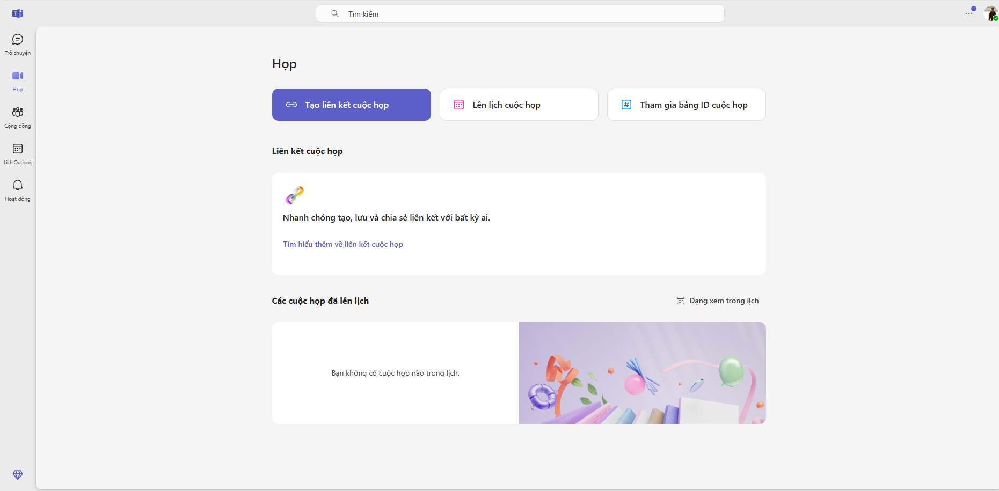 Tìm kiếm
Trò chuyện
Họp
Cộng đồng
Lịch Outlook
Hoạt động
Họp
Tạo liên kết cuộc họp
Lên lịch cuộc họp
Tham gia bằng ID cuộc họp
Liên kết cuộc họp
Nhanh chóng tạo, lưu và chia sẻ liên kết với bất kỳ ai.
Tìm hiểu thêm về liên kết cuộc họp
Các cuộc họp đã lên lịch
Dạng xem trong lịch
Bạn không có cuộc họp nào trong lịch.